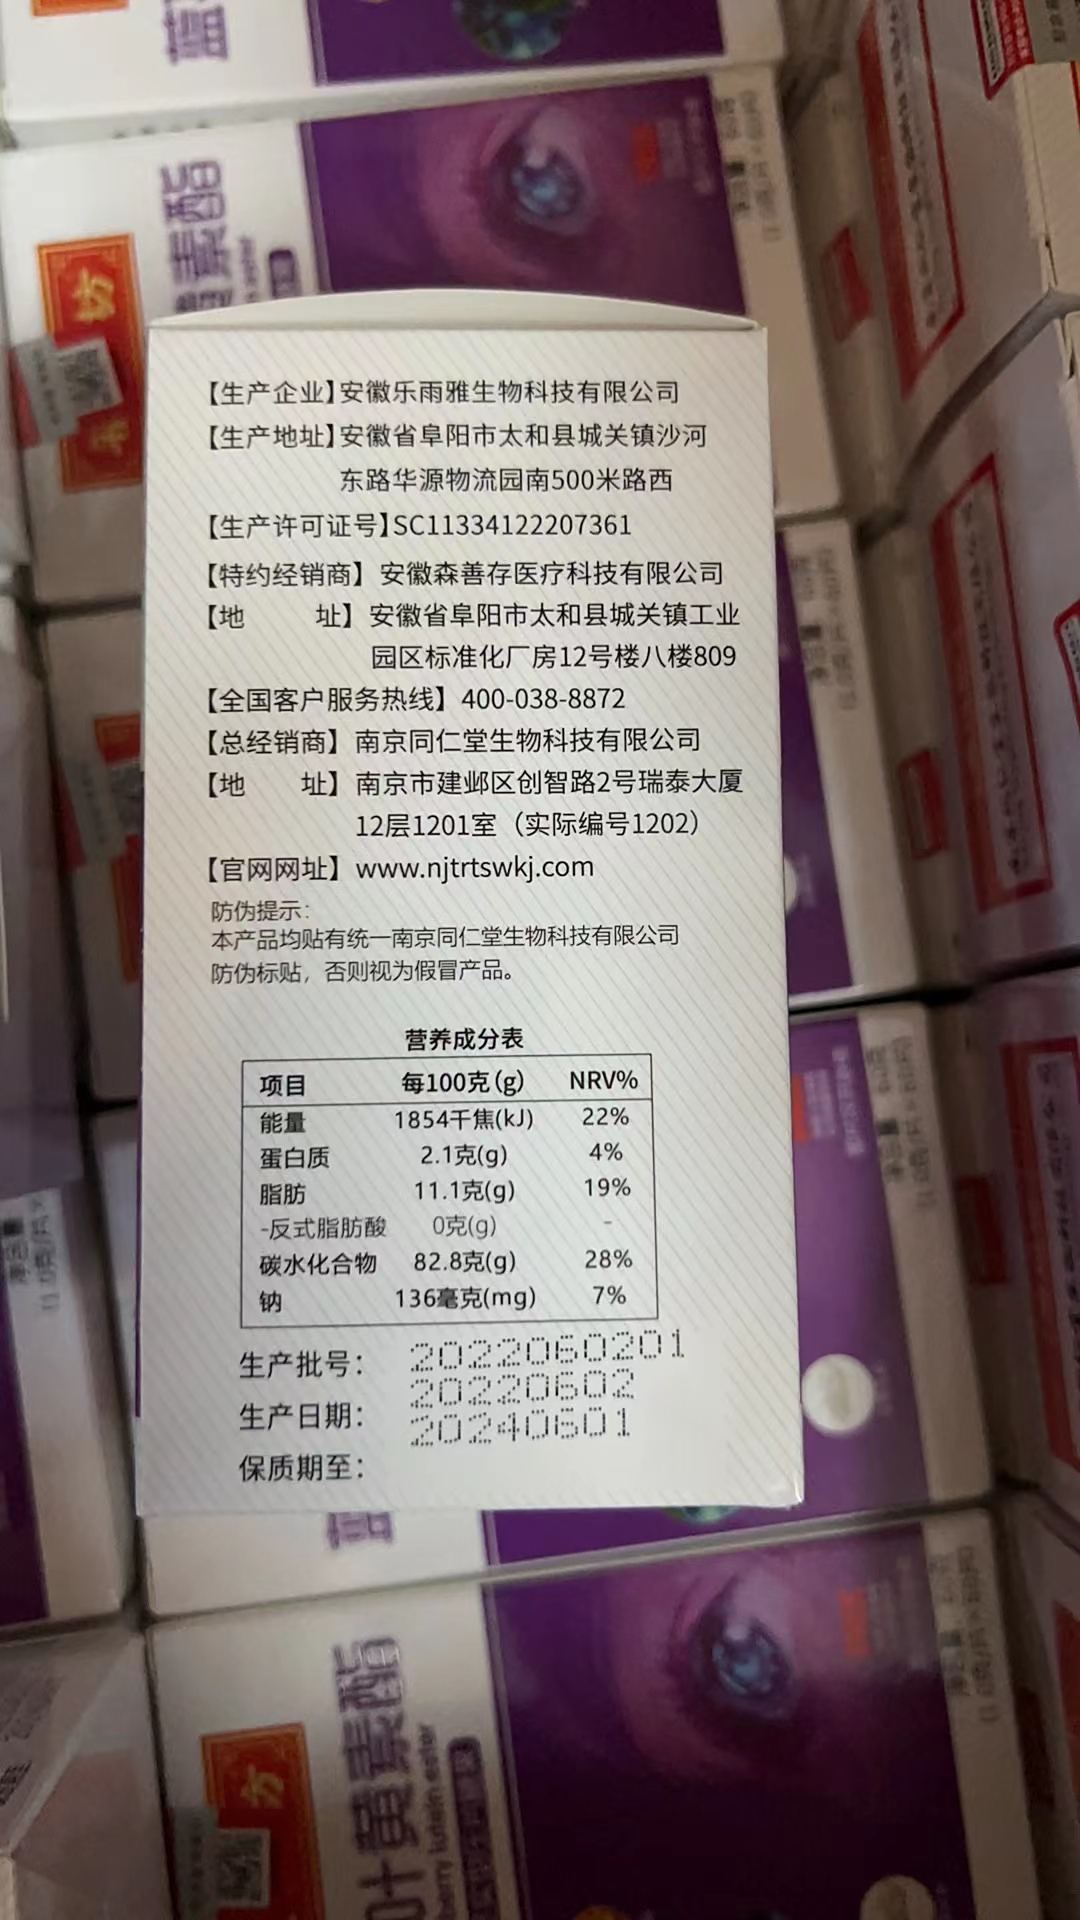 【生产企业】安徽乐雨雅生物科技有限公司
【生产地址】安徽省阜阳市太和县城关镇沙河
东路华源物流园南500米路西
【生产许可证号】SC11334122207361
【特约经销商】安徽森善存医疗科技有限公司
【地 址】安徽省阜阳市太和县城关镇工业
园区标准化厂房12号楼八楼809
【全国客户服务热线】400-038-8872
【总经销商】南京同仁堂生物科技有限公司
【地 址】南京市建邺区创智路2号瑞泰大厦
12层1201室（实际编号1202）
【官网网址】www.njtrtswkj.com
防伪提示：
本产品均贴有统一南京同仁堂生物科技有限公司
防伪标贴，否则视为假冒产品。
营养成分表
项目 每100克(g) NRV%
能量 1854千焦(kJ) 22%
蛋白质 2.1克(g) 4%
脂肪 11.1克(g) 19%
-反式脂肪酸 0克(g) -
碳水化合物 82.8克(g) 28%
钠 136毫克(mg) 7%
生产批号： 2022060201
生产日期： 20220602
保质期至： 20240601
蓝
素酯
叶黄素酯
lutein ester